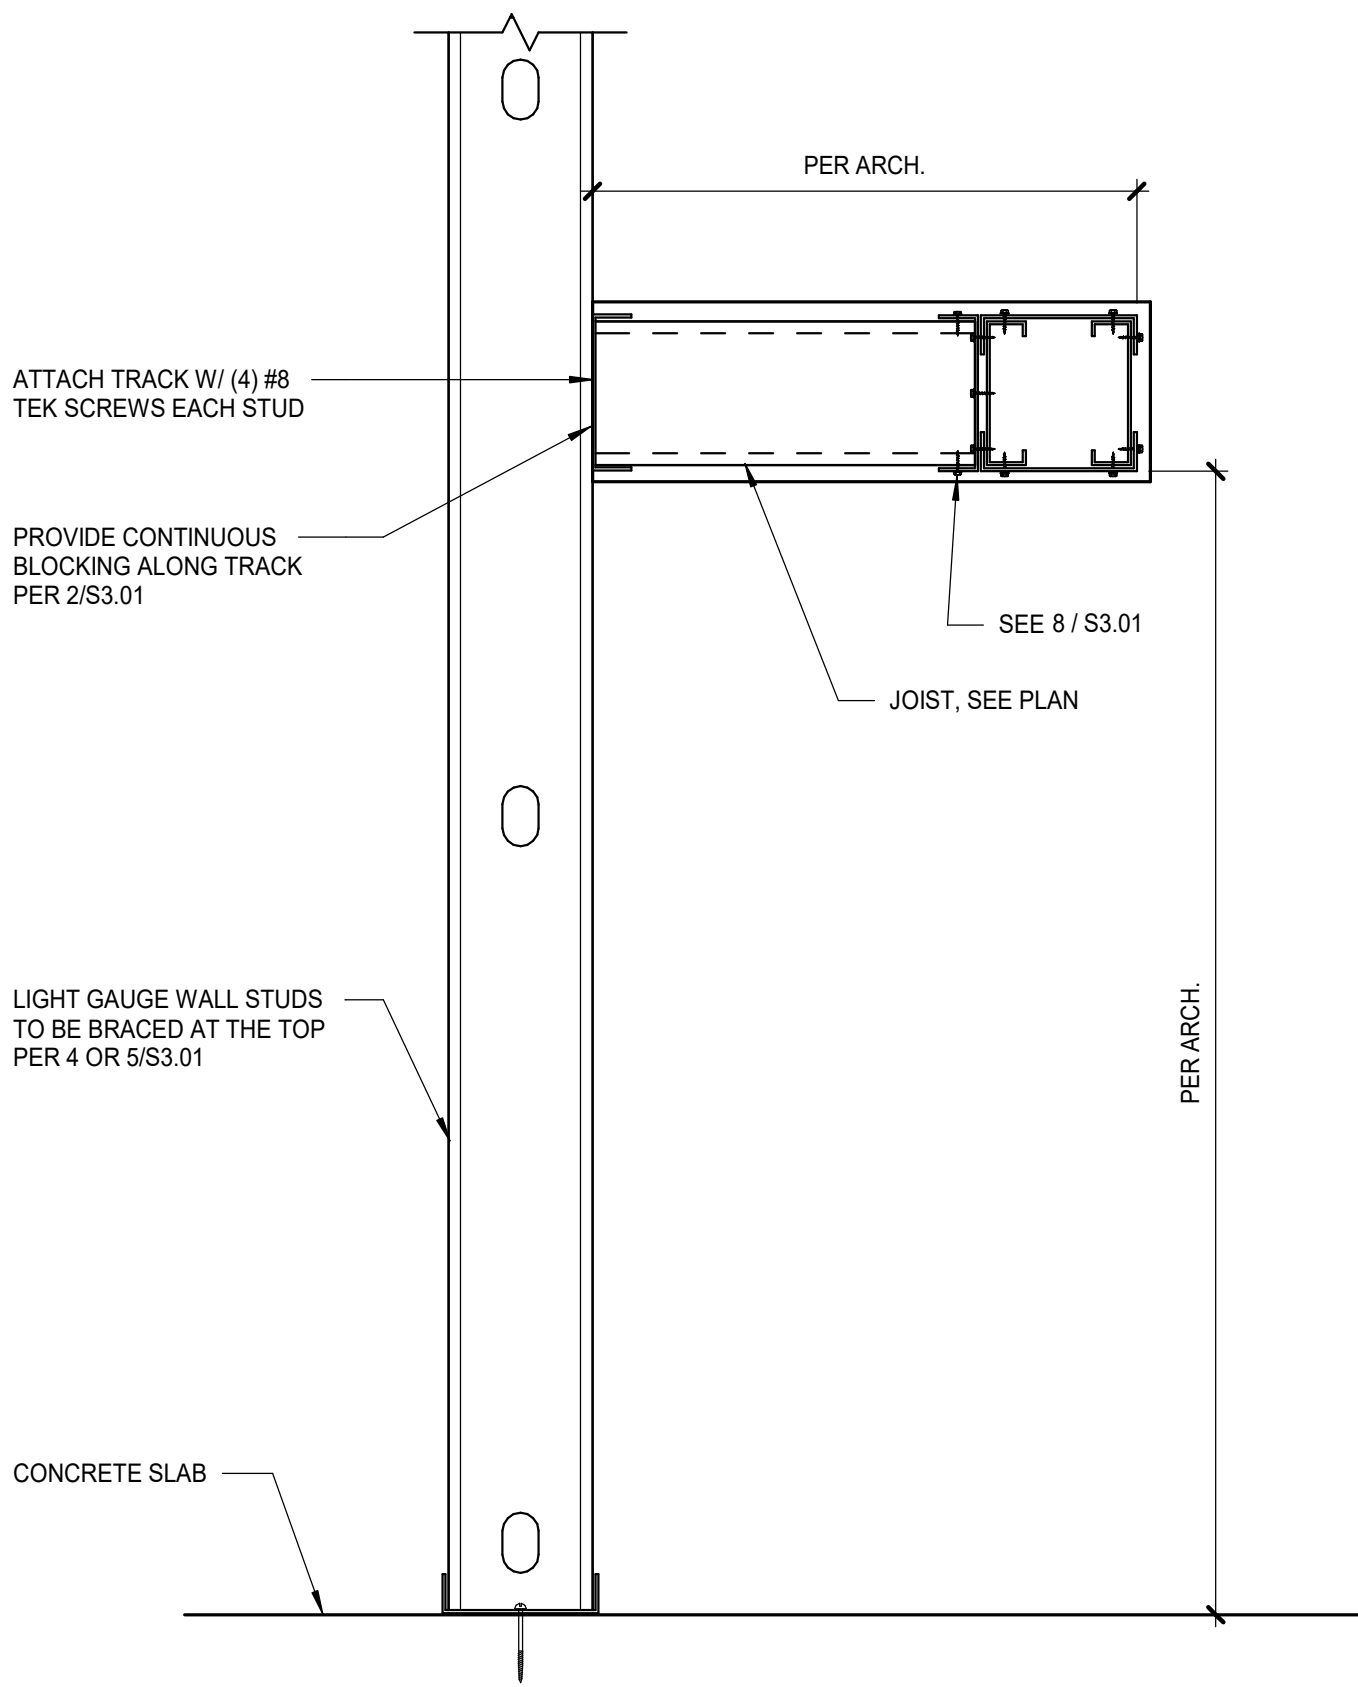 PER ARCH.
ATTACH TRACK W/ (4) #8
TEK SCREWS EACH STUD
PROVIDE CONTINUOUS
BLOCKING ALONG TRACK
PER 2/S3.01
SEE 8 / S3.01
JOIST, SEE PLAN
LIGHT GAUGE WALL STUDS
TO BE BRACED AT THE TOP
PER 4 OR 5/S3.01
PER ARCH.
CONCRETE SLAB